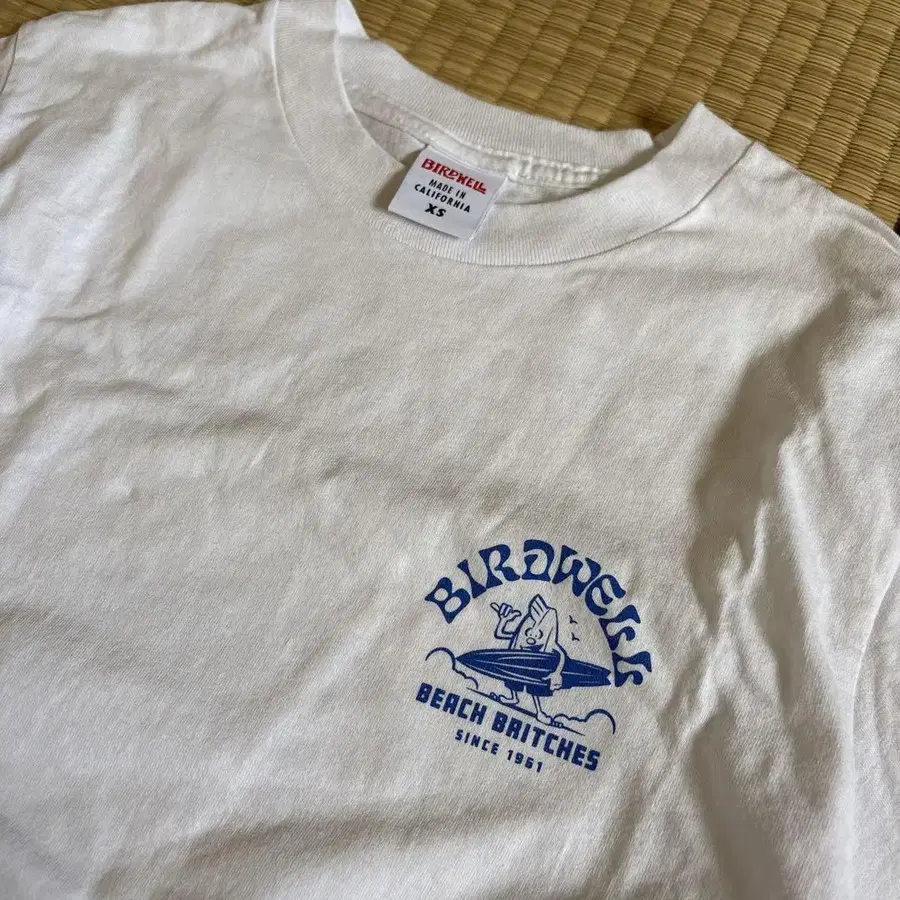 BIRDWELL
MADE IN
CALIFORNIA
XS
BIRDWELL
BEACH BRITCHES
SINCE 1961